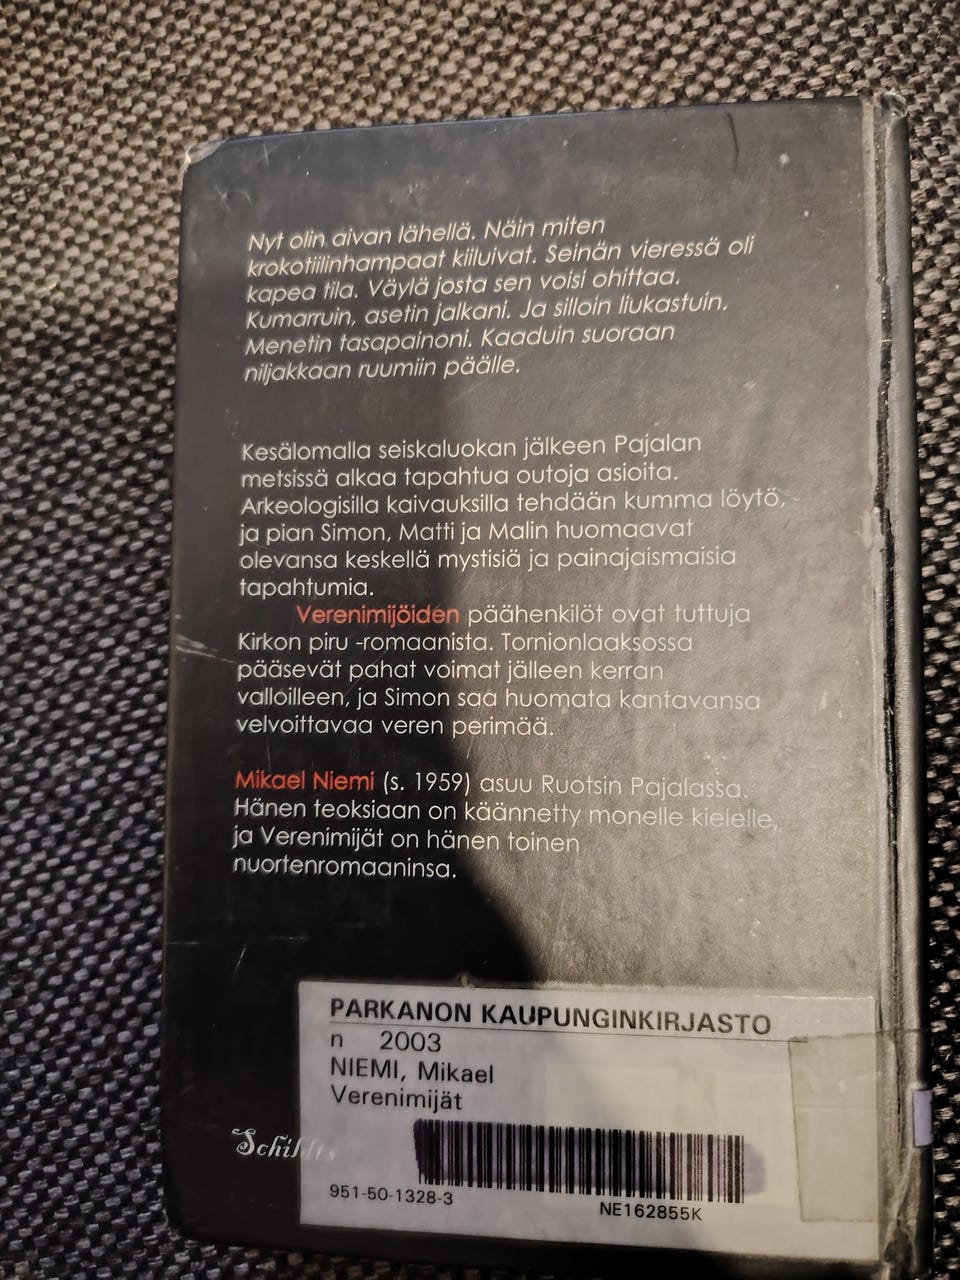 Nyt olin aivan lähellä. Näin miten
krokotiilinhampaat kiiluivat. Seinän vieressä oli
kapea tila. Väylä josta sen voisi ohittaa.
Kumarruin, asetin jalkani. Ja silloin liukastuin.
Menetin tasapainoni. Kaaduin suoraan
niljakkaan ruumiin päälle.
Kesälomalla seiskaluokan jälkeen Pajalan
metsissä alkaa tapahtua outoja asioita.
Arkeologisilla kaivauksilla tehdään kumma löytö,
ja pian Simon, Matti ja Malin huomaavat
olevansa keskellä mystisiä ja painajaismaisia
tapahtumia.
Verenimijöiden päähenkilöt ovat tuttuja
Kirkon piru -romaanista. Tornionlaaksossa
pääsevät pahat voimat jälleen kerran
valloilleen, ja Simon saa huomata kantavansa
velvoittavaa veren perimää.
Mikael Niemi (s. 1959) asuu Ruotsin Pajalassa.
Hänen teoksiaan on käännetty monelle kielelle,
ja Verenimijät on hänen toinen
nuortenromaaninsa.
PARKANON KAUPUNGINKIRJASTO
n 2003
NIEMI, Mikael
Verenimijät
Schildts
951-50-1328-3
NE162855K